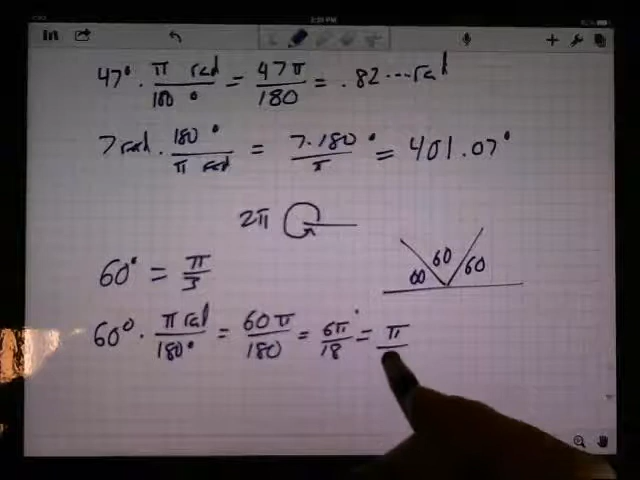 47° · π rad / 180° = 47π / 180 = .82 ... rad
7 rad · 180° / π rad = 7 · 180° / π = 401.07°
2π
60 60 60
60° = π / 3
60° · π rad / 180° = 60π / 180 = 6π / 18 = π /